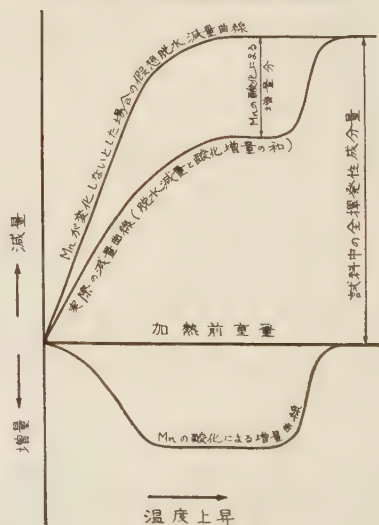 Mnが変化しないとした場合の仮想脱水減量曲線
Mnの酸化による
増量分
実際の減量曲線(脱水減量と酸化増量の和)
試料中の全揮発性成分量
減量
加熱前重量
増量
Mnの酸化による増量曲線
温度上昇